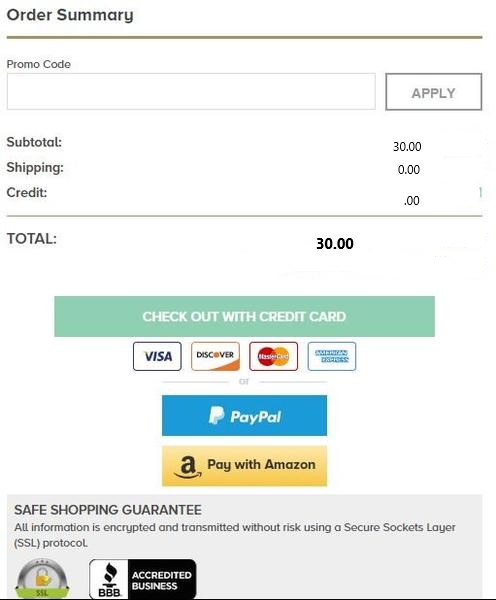 Order Summary
Promo Code
APPLY
Subtotal: 30.00
Shipping: 0.00
Credit: .00
TOTAL: 30.00
CHECK OUT WITH CREDIT CARD
VISA DISCOVER MasterCard AMERICAN EXPRESS
or
PayPal
a Pay with Amazon
SAFE SHOPPING GUARANTEE
All information is encrypted and transmitted without risk using a Secure Sockets Layer
(SSL) protocol.
SSL
BBB. ACCREDITED
BUSINESS